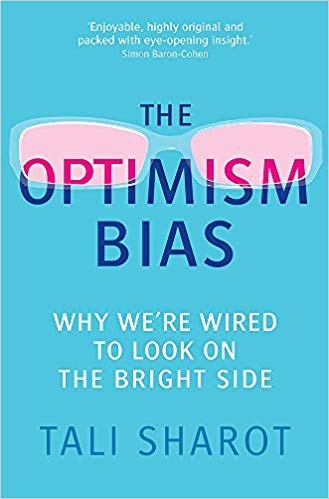 'Enjoyable, highly original and
packed with eye-opening insight.'
Simon Baron-Cohen
THE
OPTIMISM
BIAS
WHY WE'RE WIRED
TO LOOK ON
THE BRIGHT SIDE
TALI SHAROT